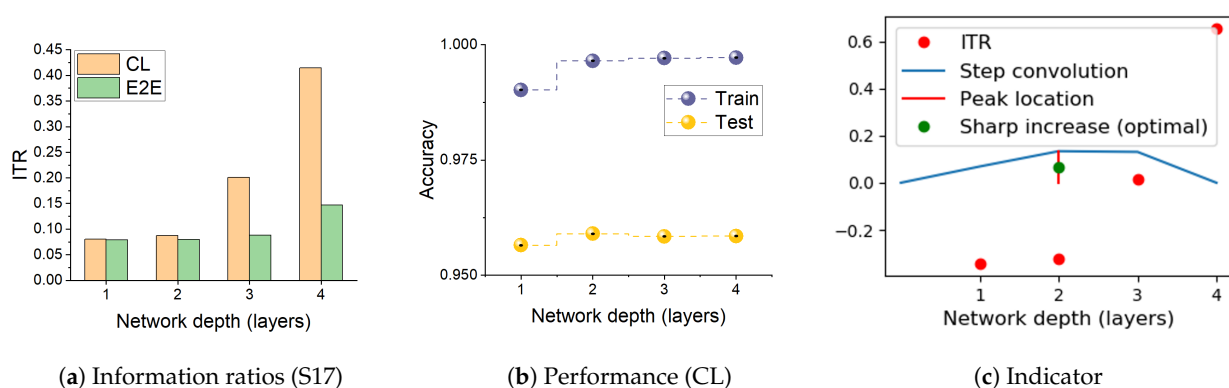 0.45
0.40
0.35
0.30
0.25
0.20
0.15
0.10
0.05
0.00
ITR
CL
E2E
1 2 3 4
Network depth (layers)
(a) Information ratios (S17)
1.000
0.975
0.950
Accuracy
Train
Test
1 2 3 4
Network depth (layers)
(b) Performance (CL)
0.6
0.4
0.2
0.0
−0.2
ITR
Step convolution
Peak location
Sharp increase (optimal)
1 2 3 4
Network depth (layers)
(c) Indicator